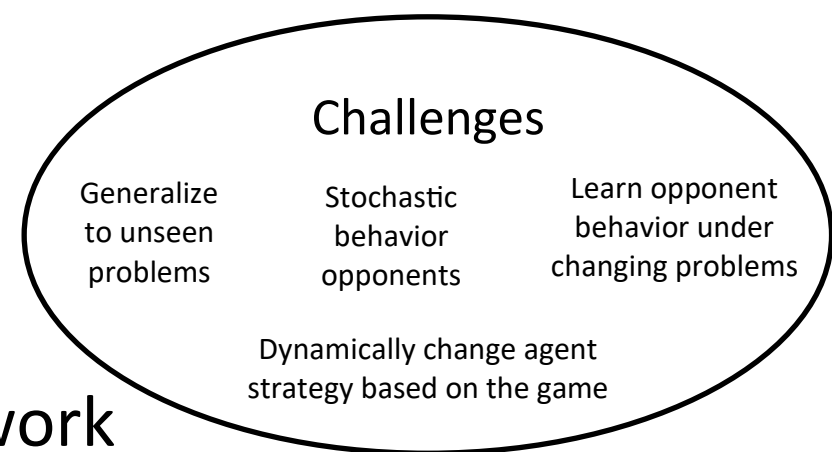 Challenges
Generalize
to unseen
problems
Stochastic
behavior
opponents
Learn opponent
behavior under
changing problems
Dynamically change agent
strategy based on the game
work